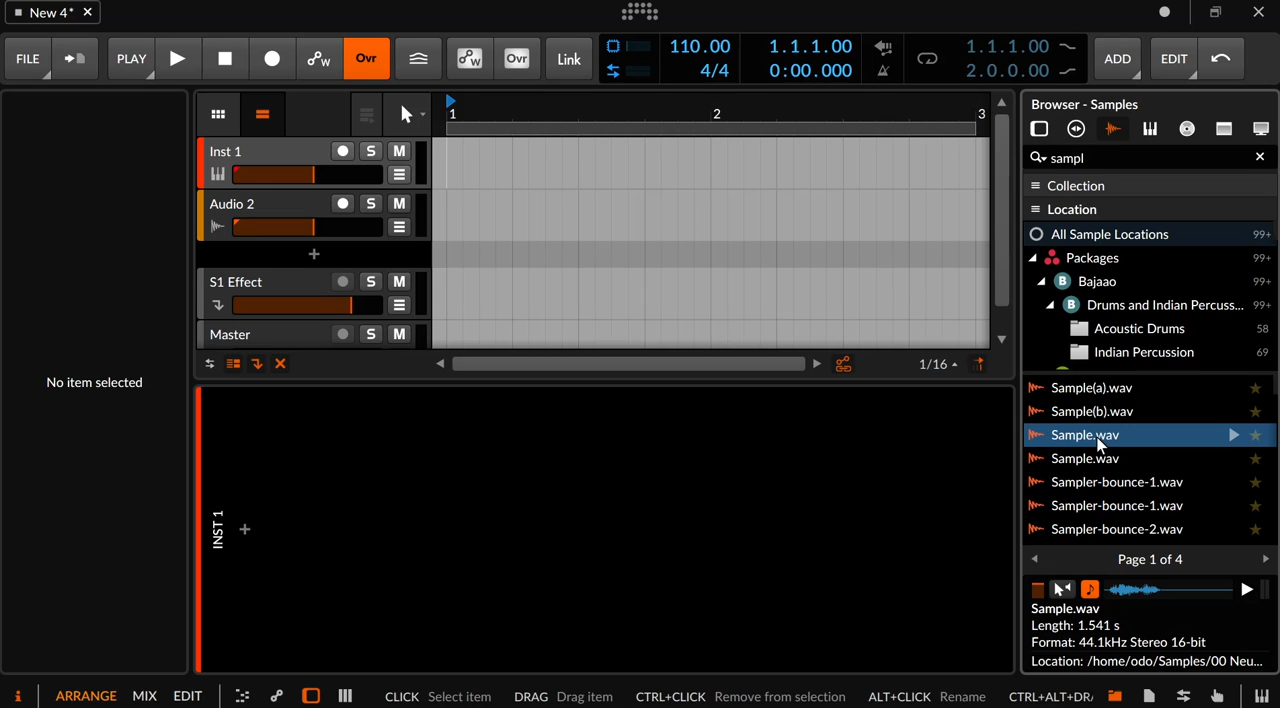 New 4*
FILE
PLAY
Ovr
Ovr
Link
110.00
4/4
1.1.1.00
0:00.000
1.1.1.00
2.0.0.00
ADD
EDIT
No item selected
1
2
3
Inst 1
S
M
Audio 2
S
M
+
S1 Effect
S
M
Master
S
M
1/16
INST 1
+
Browser - Samples
sampl
Collection
Location
All Sample Locations 99+
Packages 99+
B Bajaao 99+
B Drums and Indian Percuss... 99+
Acoustic Drums 58
Indian Percussion 69
Sample(a).wav
Sample(b).wav
Sample.wav
Sample.wav
Sampler-bounce-1.wav
Sampler-bounce-1.wav
Sampler-bounce-2.wav
Page 1 of 4
Sample.wav
Length: 1.541 s
Format: 44.1kHz Stereo 16-bit
Location: /home/odo/Samples/00 Neu...
i ARRANGE MIX EDIT CLICK Select item DRAG Drag item CTRL+CLICK Remove from selection ALT+CLICK Rename CTRL+ALT+DR